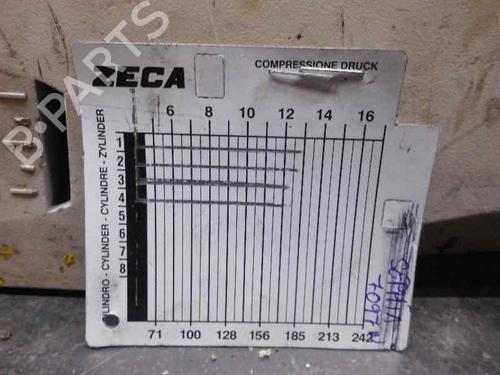 ZECA
COMPRESSIONE DRUCK
6 8 10 12 14 16
CYLINDRO - CYLINDER - CYLINDRE - ZYLINDER
1
2
3
4
5
6
7
8
71 100 128 156 185 213 242
B-PARTS